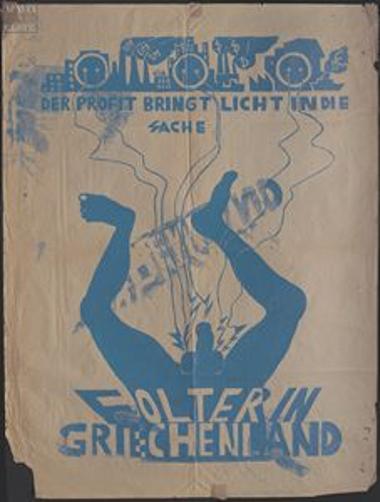 DER PROFIT BRINGT LICHT IN DIE
SACHE
FOLTER IN
GRIECHENLAND